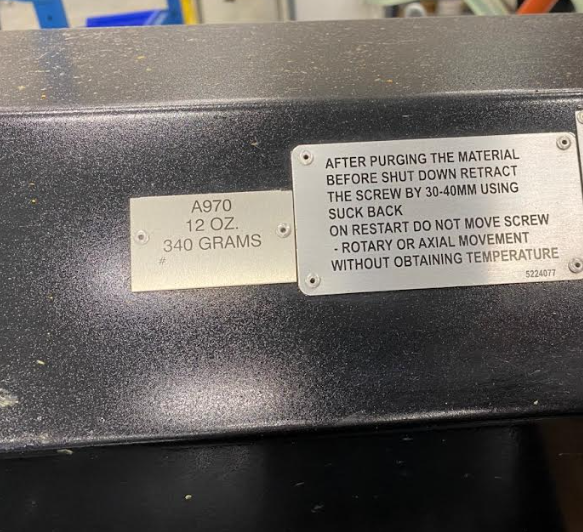 A970
12 OZ.
340 GRAMS
#
AFTER PURGING THE MATERIAL
BEFORE SHUT DOWN RETRACT
THE SCREW BY 30-40MM USING
SUCK BACK
ON RESTART DO NOT MOVE SCREW
- ROTARY OR AXIAL MOVEMENT
WITHOUT OBTAINING TEMPERATURE
5224077